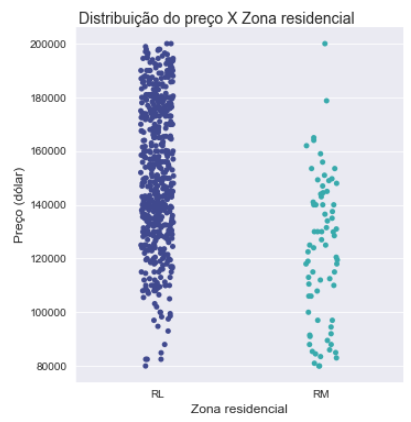 Distribuição do preço X Zona residencial
200000
180000
160000
140000
120000
100000
80000
Preço (dólar)
RL RM
Zona residencial